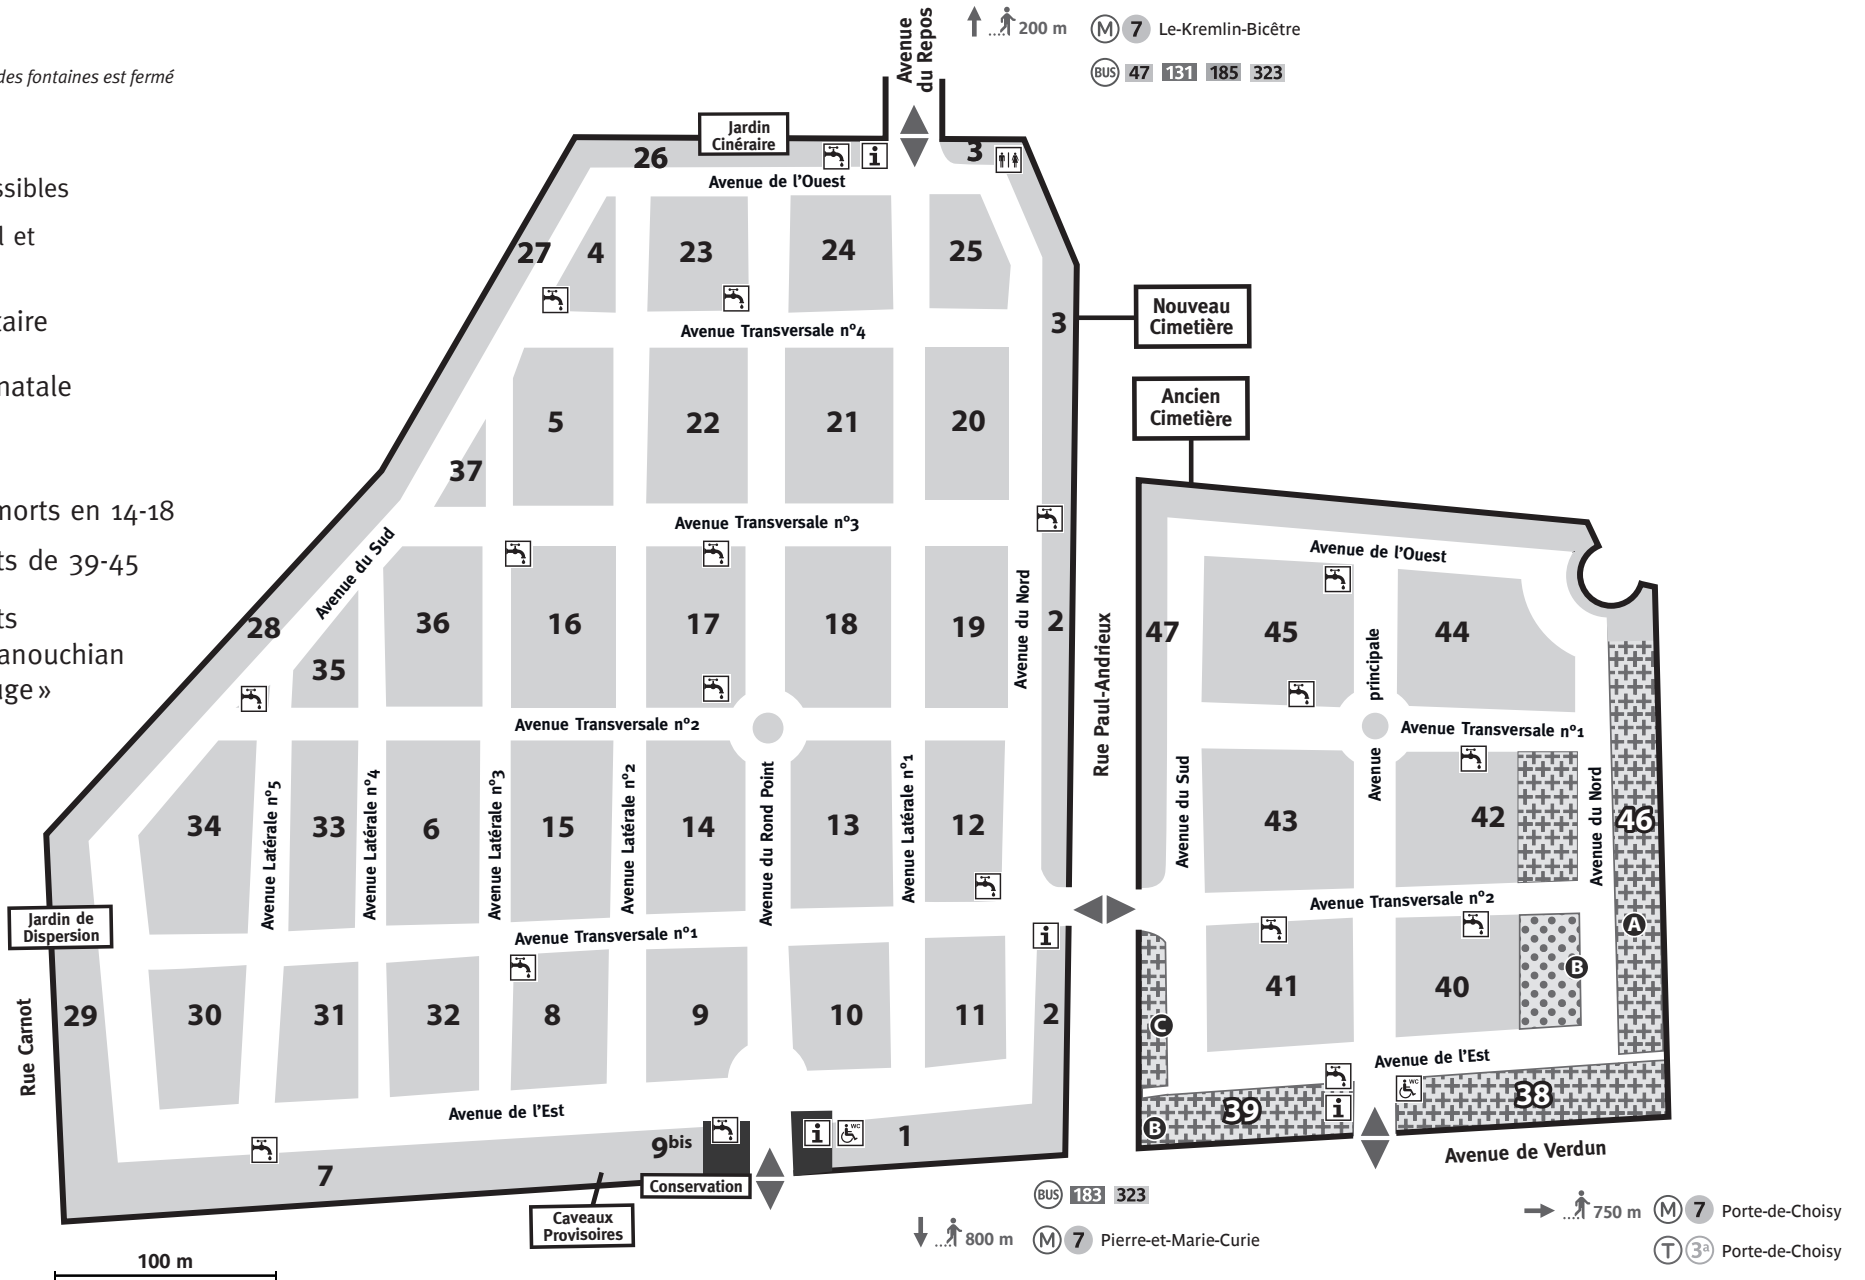 des fontaines est fermé
ssibles
l et
taire
natale
morts en 14-18
ts de 39-45
ts
anouchian
uge »
Avenue
du Repos
200 m
M 7 Le-Kremlin-Bicêtre
BUS 47 131 185 323
Jardin
Cinéraire
26
i
3
Avenue de l'Ouest
27
4
23
24
25
3
Avenue Transversale n°4
Nouveau
Cimetière
Ancien
Cimetière
5
22
21
20
37
Avenue Transversale n°3
Avenue du Sud
28
35
36
16
17
18
19
Avenue du Nord
2
Rue Paul-Andrieux
Avenue Transversale n°2
34
Avenue Latérale n°5
33
Avenue Latérale n°4
6
Avenue Latérale n°3
15
Avenue Latérale n°2
14
Avenue du Rond Point
13
Avenue Latérale n°1
12
Jardin de
Dispersion
Avenue Transversale n°1
i
Rue Carnot
29
30
31
32
8
9
10
11
2
Avenue de l'Est
7
9bis
i
WC
1
Conservation
Caveaux
Provisoires
100 m
BUS 183 323
800 m
M 7 Pierre-et-Marie-Curie
Avenue de l'Ouest
47
45
44
Avenue principale
Avenue Transversale n°1
Avenue du Sud
43
42
Avenue du Nord
46
Avenue Transversale n°2
A
41
40
B
C
Avenue de l'Est
39
i
WC
38
B
Avenue de Verdun
750 m
M 7 Porte-de-Choisy
T 3a Porte-de-Choisy